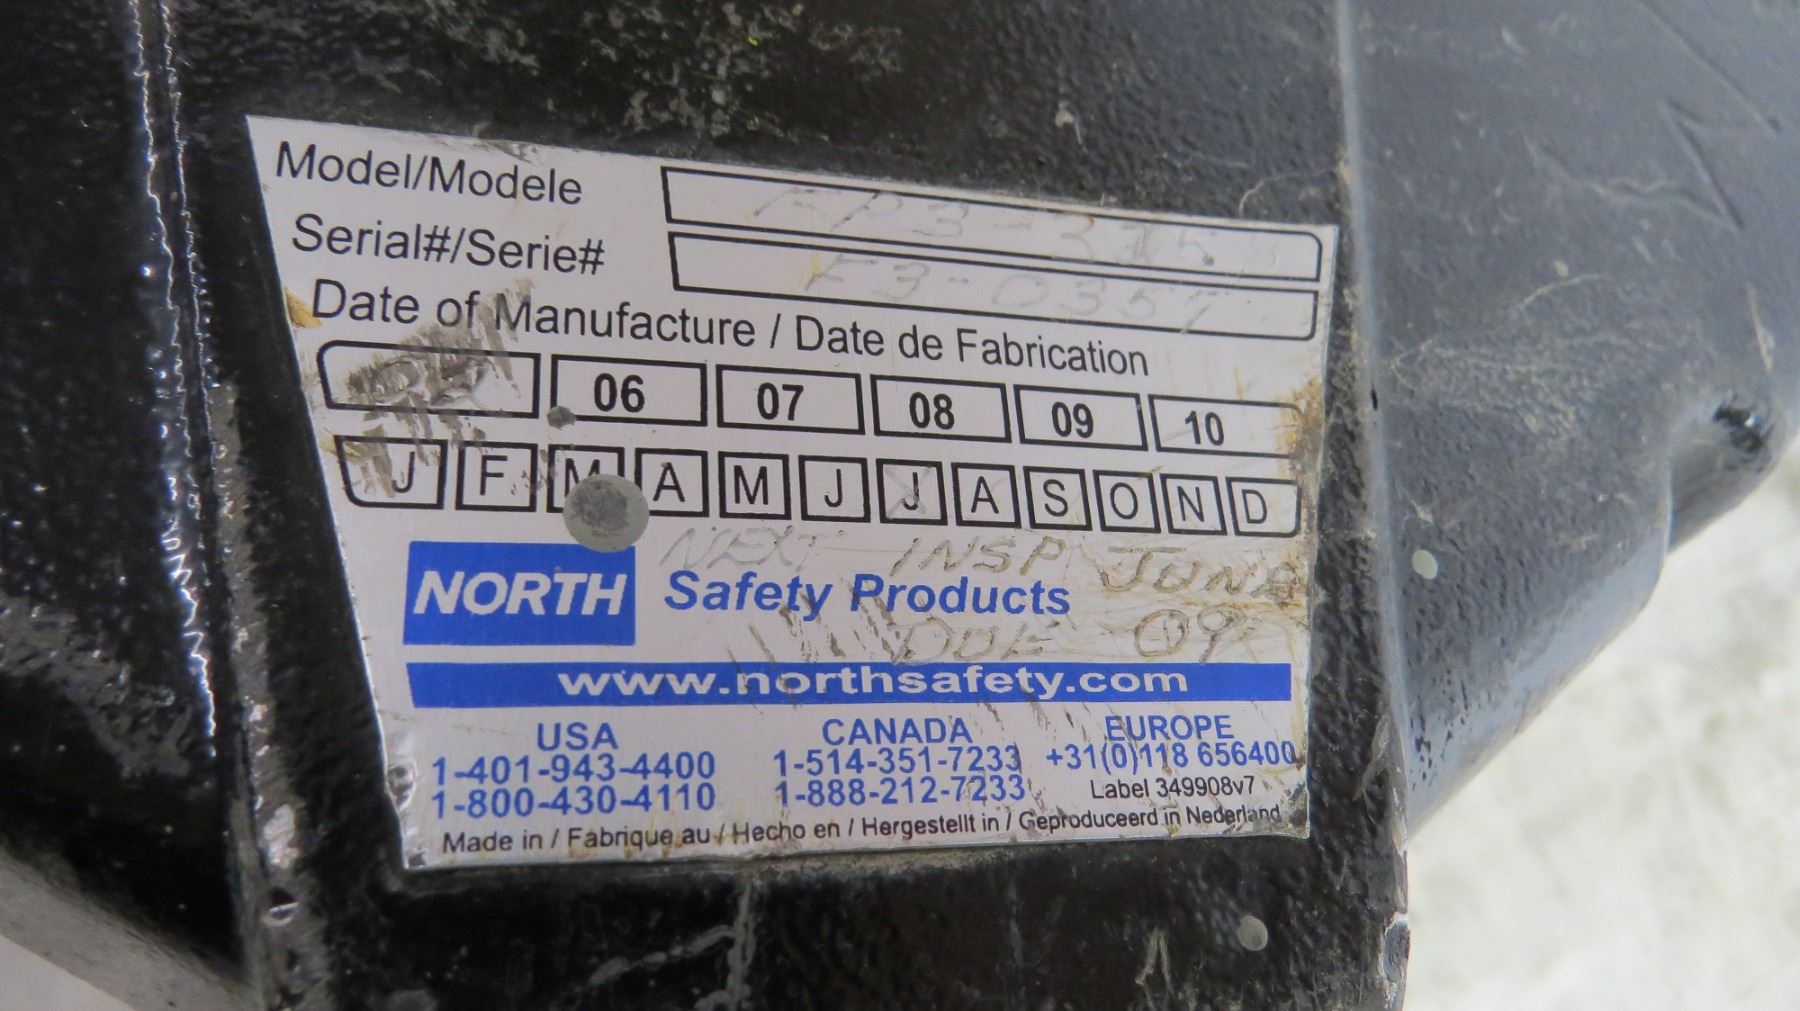 Model/Modele
Serial#/Serie#
Date of Manufacture / Date de Fabrication
06 07 08 09 10
J F M A M J J A S O N D
NEXT INSP JUNE
NORTH Safety Products
DUE 09
www.northsafety.com
USA CANADA EUROPE
1-401-943-4400 1-514-351-7233 +31(0)118 656400
1-800-430-4110 1-888-212-7233 Label 349908v7
Made in / Fabrique au / Hecho en / Hergestellt in / Geproduceerd in Nederland